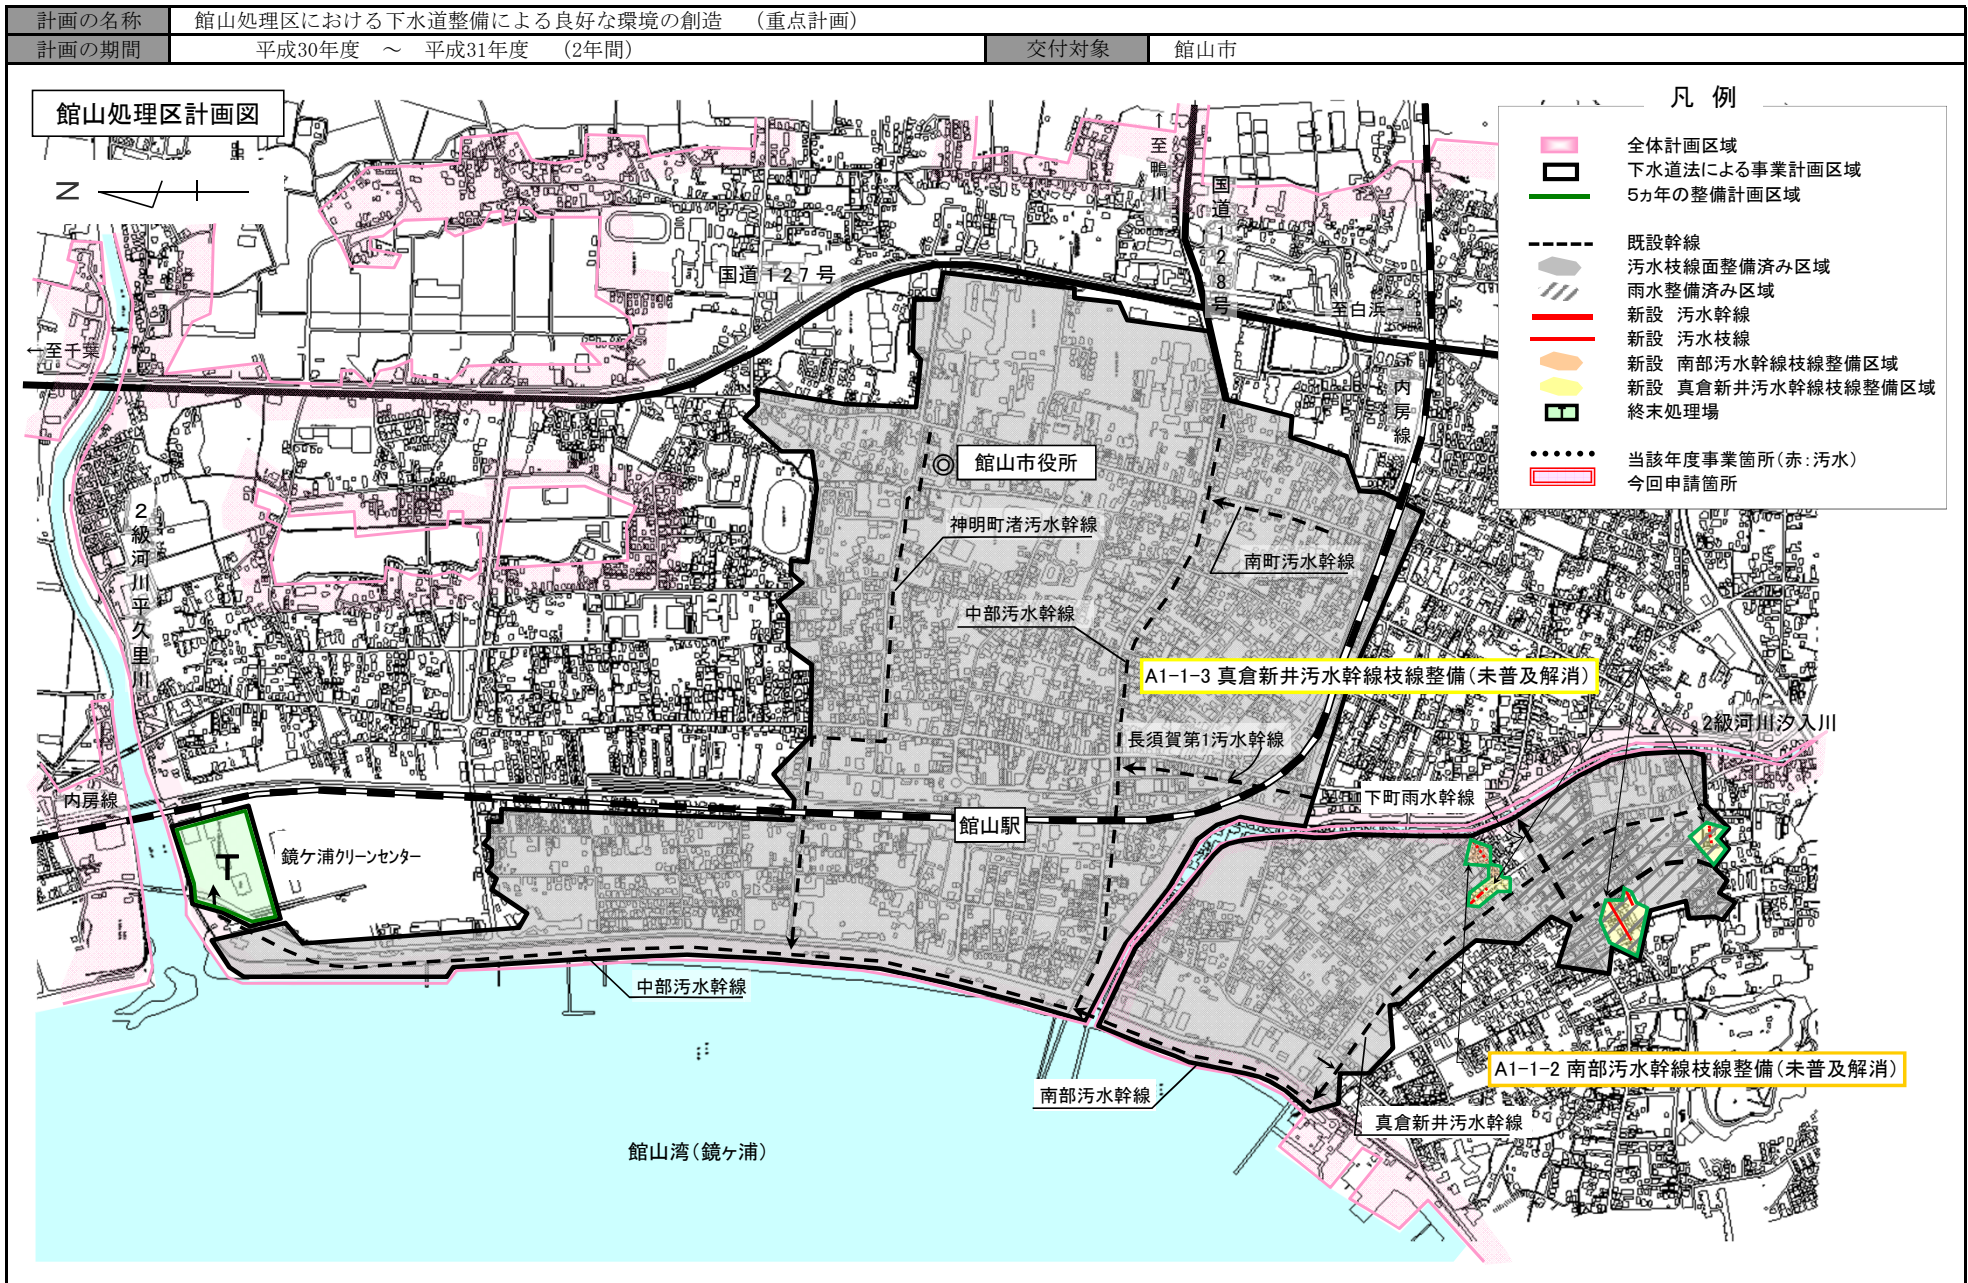 計画の名称 館山処理区における下水道整備による良好な環境の創造 （重点計画）
計画の期間 平成30年度 ～ 平成31年度 （2年間） 交付対象 館山市
館山処理区計画図
凡 例
全体計画区域
下水道法による事業計画区域
5ヵ年の整備計画区域
既設幹線
汚水枝線面整備済み区域
雨水整備済み区域
新設 汚水幹線
新設 汚水枝線
新設 南部汚水幹線枝線整備区域
新設 真倉新井汚水幹線枝線整備区域
T 終末処理場
当該年度事業箇所（赤：汚水）
今回申請箇所
Z
←至鴨川
国道128号
国道127号
至白浜→
←至千葉
内房線
館山市役所
神明町渚汚水幹線
南町汚水幹線
2級河川平久里川
中部汚水幹線
A1-1-3 真倉新井汚水幹線枝線整備（未普及解消）
2級河川汐入川
長須賀第1汚水幹線
内房線
下町雨水幹線
館山駅
T
鏡ケ浦クリーンセンター
中部汚水幹線
A1-1-2 南部汚水幹線枝線整備（未普及解消）
南部汚水幹線
真倉新井汚水幹線
館山湾（鏡ヶ浦）